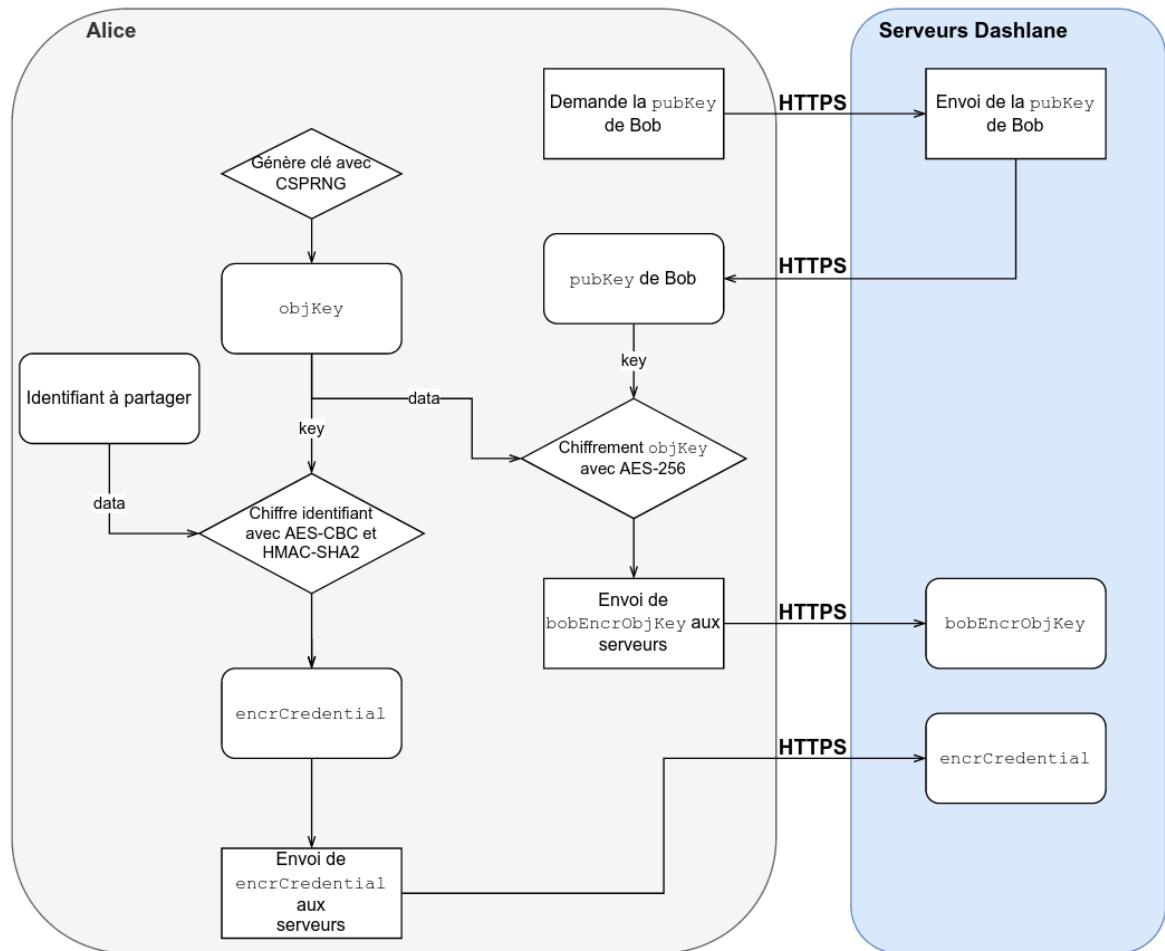 Alice
Serveurs Dashlane
Demande la pubKey
de Bob
HTTPS
Envoi de la pubKey
de Bob
Génère clé avec
CSPRNG
pubKey de Bob
HTTPS
objKey
key
Identifiant à partager
data
key
Chiffrement objKey
avec AES-256
data
Chiffre identifiant
avec AES-CBC et
HMAC-SHA2
Envoi de
bobEncrObjKey aux
serveurs
HTTPS
bobEncrObjKey
encrCredential
HTTPS
encrCredential
Envoi de
encrCredential
aux
serveurs